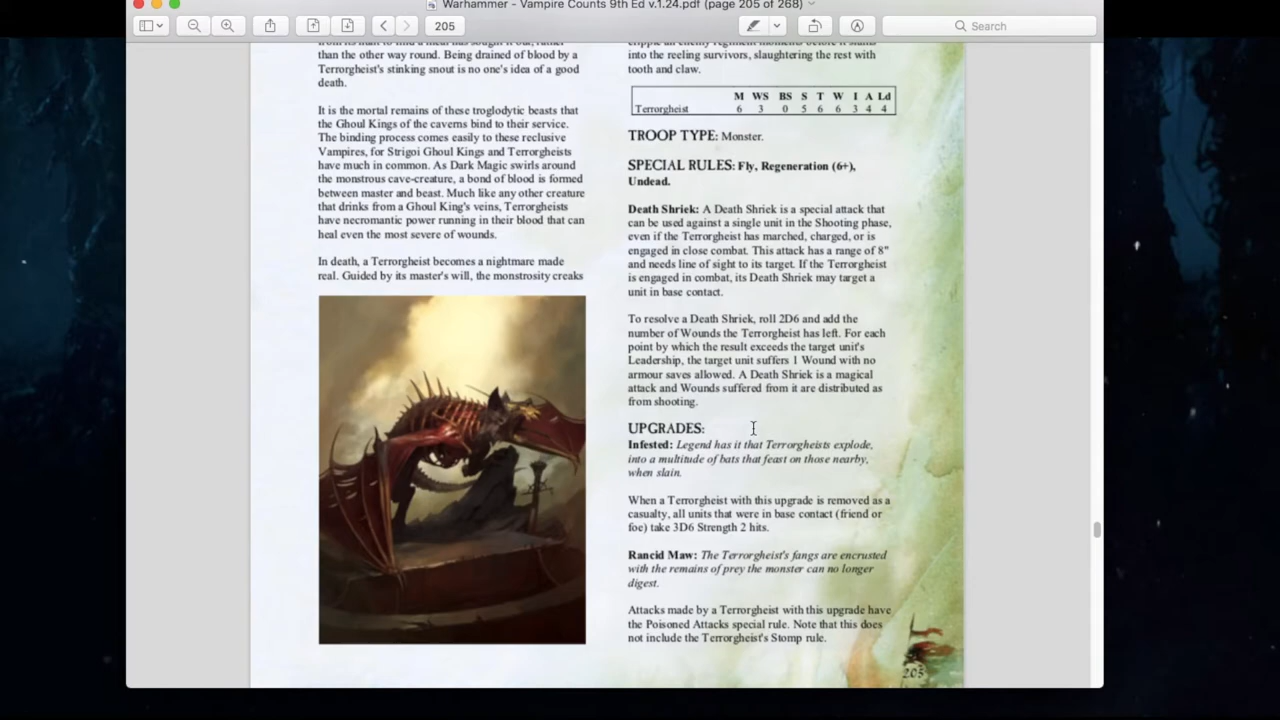 Warhammer - Vampire Counts 9th Ed v.1.24.pdf (page 205 of 268)
205
Search
from its lair to find a meal has sought it out, rather
than the other way round. Being drained of blood by a
Terrorgheist's stinking snout is no one's idea of a good
death.
It is the mortal remains of these troglodytic beasts that
the Ghoul Kings of the caverns bind to their service.
The binding process comes easily to these reclusive
Vampires, for Strigoi Ghoul Kings and Terrorgheists
have much in common. As Dark Magic swirls around
the monstrous cave-creature, a bond of blood is formed
between master and beast. Much like any other creature
that drinks from a Ghoul King's veins, Terrorgheists
have necromantic power running in their blood that can
heal even the most severe of wounds.
In death, a Terrorgheist becomes a nightmare made
real. Guided by its master's will, the monstrosity creaks
cripple an enemy regiment moments before it slams
into the reeling survivors, slaughtering the rest with
tooth and claw.
M WS BS S T W I A Ld
Terrorgheist 6 3 0 5 6 6 3 4 4
TROOP TYPE: Monster.
SPECIAL RULES: Fly, Regeneration (6+),
Undead.
Death Shriek: A Death Shriek is a special attack that
can be used against a single unit in the Shooting phase,
even if the Terrorgheist has marched, charged, or is
engaged in close combat. This attack has a range of 8"
and needs line of sight to its target. If the Terrorgheist
is engaged in combat, its Death Shriek may target a
unit in base contact.
To resolve a Death Shriek, roll 2D6 and add the
number of Wounds the Terrorgheist has left. For each
point by which the result exceeds the target unit's
Leadership, the target unit suffers 1 Wound with no
armour saves allowed. A Death Shriek is a magical
attack and Wounds suffered from it are distributed as
from shooting.
UPGRADES:
Infested: Legend has it that Terrorgheists explode,
into a multitude of bats that feast on those nearby,
when slain.
When a Terrorgheist with this upgrade is removed as a
casualty, all units that were in base contact (friend or
foe) take 3D6 Strength 2 hits.
Rancid Maw: The Terrorgheist's fangs are encrusted
with the remains of prey the monster can no longer
digest.
Attacks made by a Terrorgheist with this upgrade have
the Poisoned Attacks special rule. Note that this does
not include the Terrorgheist's Stomp rule.
205